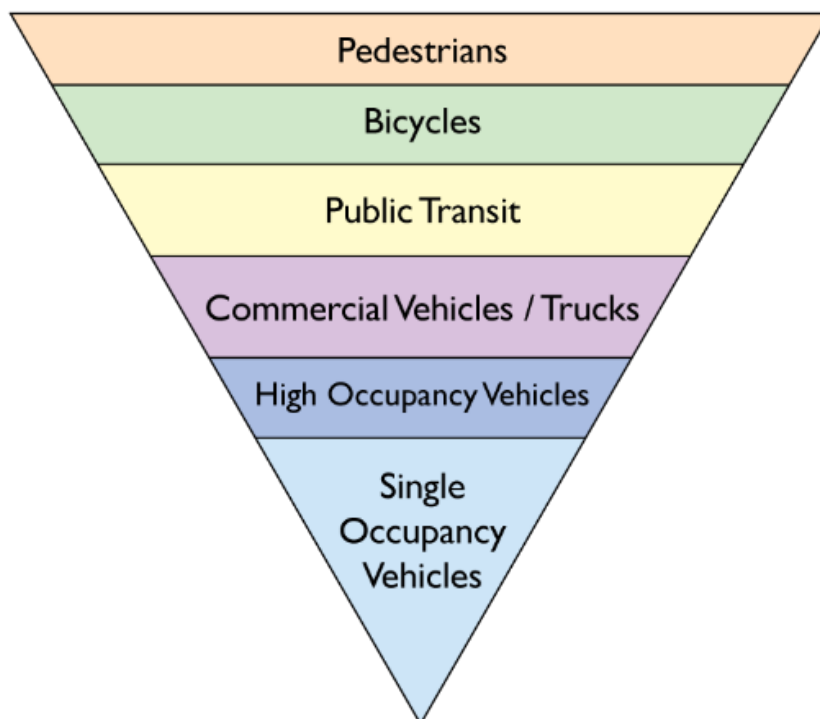 Pedestrians
Bicycles
Public Transit
Commercial Vehicles / Trucks
High Occupancy Vehicles
Single
Occupancy
Vehicles